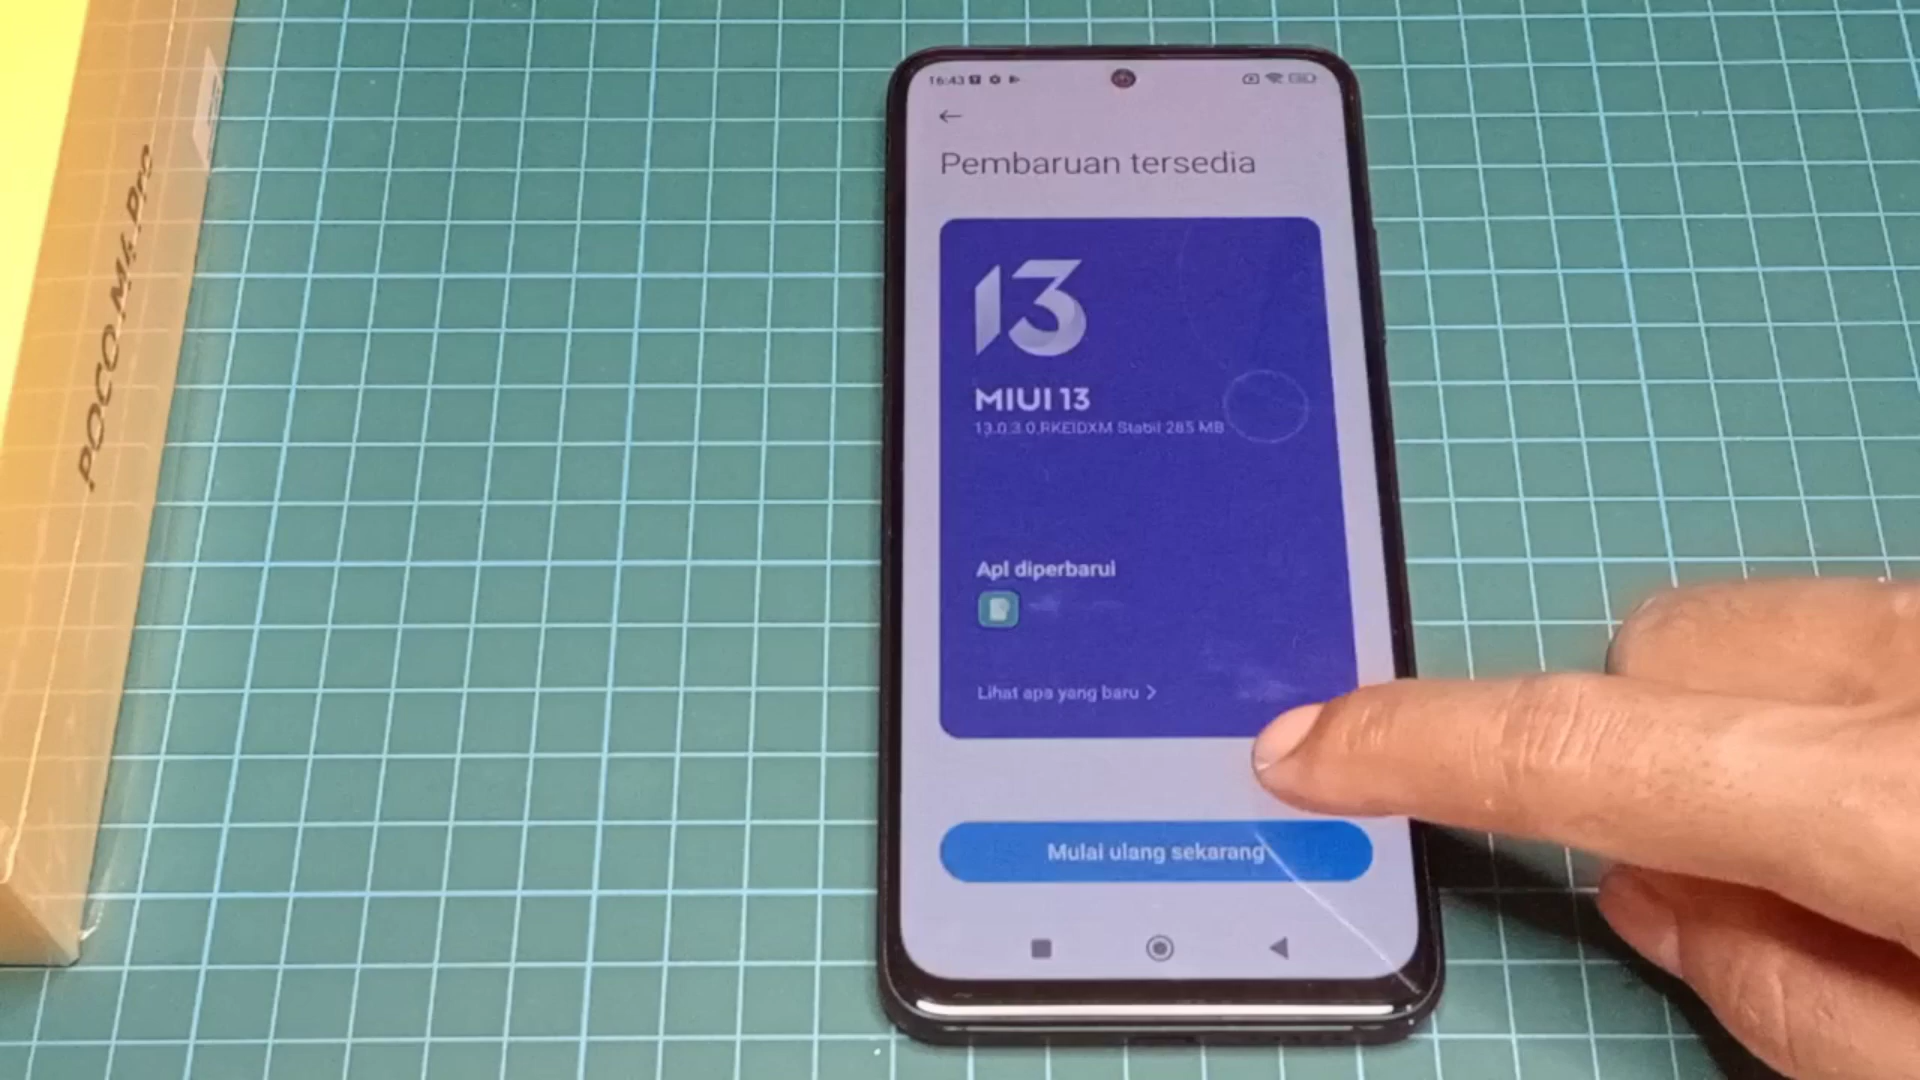 POCO M4 Pro
16:43
Pembaruan tersedia
13
MIUI 13
13.0.3.0.RKEIDXM Stabil 285 MB
Apl diperbarui
Lihat apa yang baru >
Mulai ulang sekarang